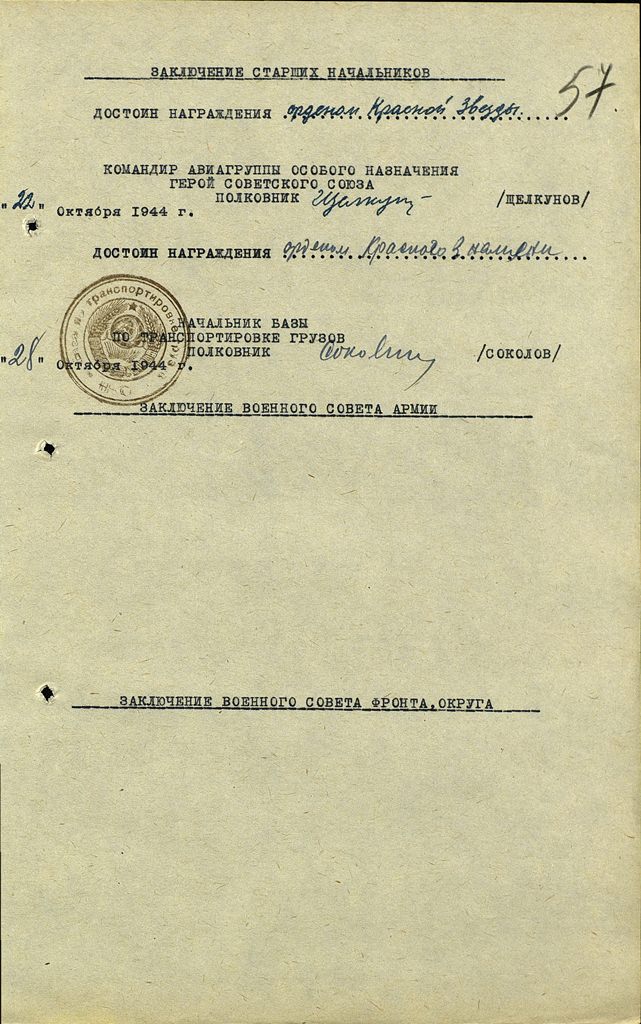 57
ЗАКЛЮЧЕНИЕ СТАРШИХ НАЧАЛЬНИКОВ
ДОСТОИН НАГРАЖДЕНИЯ орденом Красной Звезды
КОМАНДИР АВИАГРУППЫ ОСОБОГО НАЗНАЧЕНИЯ
ГЕРОЙ СОВЕТСКОГО СОЮЗА
ПОЛКОВНИК /ЩЕЛКУНОВ/
"22" Октября 1944 г.
ДОСТОИН НАГРАЖДЕНИЯ орденом Красного Знамени
НАЧАЛЬНИК БАЗЫ
ПО ТРАНСПОРТИРОВКЕ ГРУЗОВ
ПОЛКОВНИК Соколов /СОКОЛОВ/
"28" Октября 1944 г.
ЗАКЛЮЧЕНИЕ ВОЕННОГО СОВЕТА АРМИИ
ЗАКЛЮЧЕНИЕ ВОЕННОГО СОВЕТА ФРОНТА, ОКРУГА